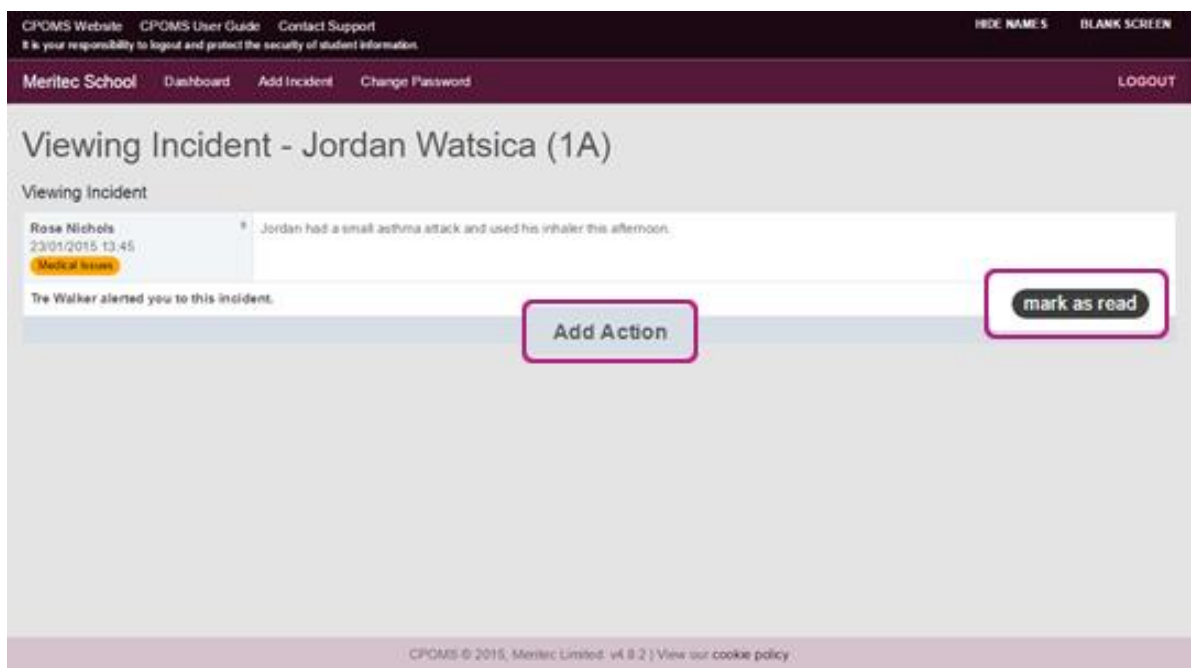 CPOMS Website CPOMS User Guide Contact Support HIDE NAMES BLANK SCREEN
It is your responsibility to logout and protect the security of student information.
Meritec School Dashboard Add Incident Change Password LOGOUT
Viewing Incident - Jordan Watsica (1A)
Viewing Incident
Rose Nichols Jordan had a small asthma attack and used his inhaler this afternoon.
23/01/2015 13:45
Medical Issues
Tre Walker alerted you to this incident. mark as read
Add Action
CPOMS © 2015, Meritec Limited v4.8.2 | View our cookie policy